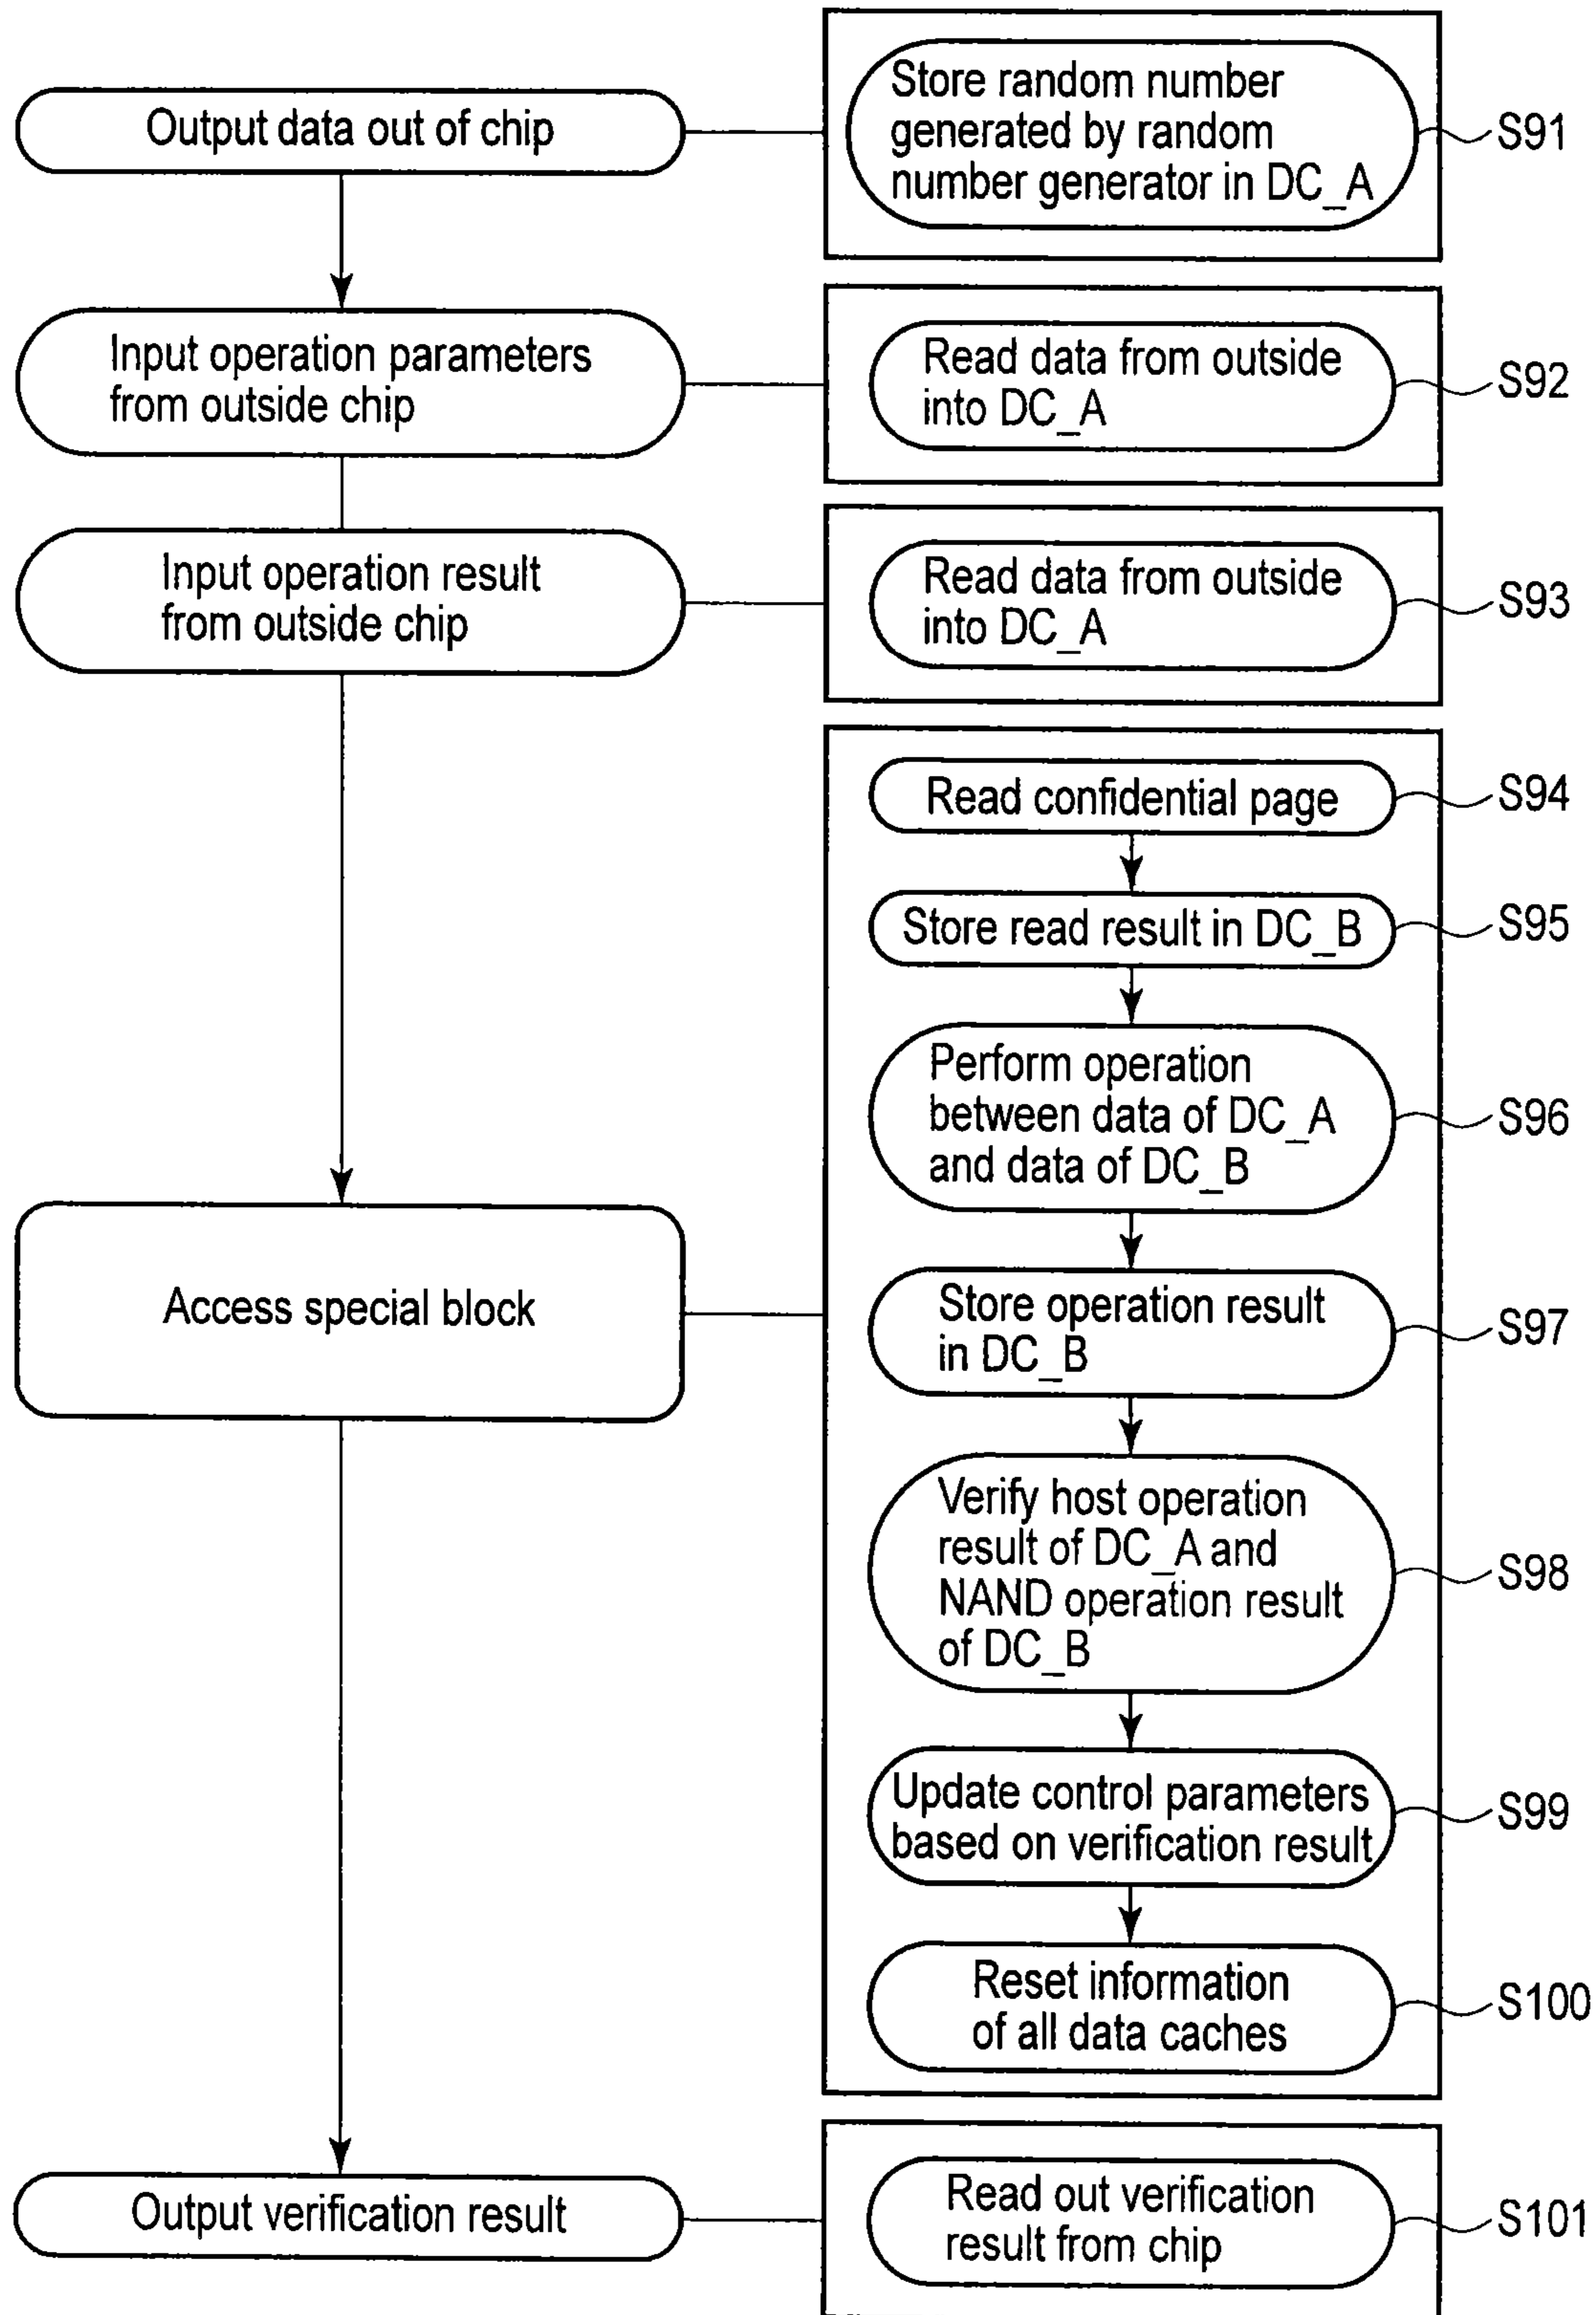 Output data out of chip
Store random number
generated by random
number generator in DC_A
S91
Input operation parameters
from outside chip
Read data from outside
into DC_A
S92
Input operation result
from outside chip
Read data from outside
into DC_A
S93
Read confidential page
S94
Store read result in DC_B
S95
Perform operation
between data of DC_A
and data of DC_B
S96
Access special block
Store operation result
in DC_B
S97
Verify host operation
result of DC_A and
NAND operation result
of DC_B
S98
Update control parameters
based on verification result
S99
Reset information
of all data caches
S100
Output verification result
Read out verification
result from chip
S101